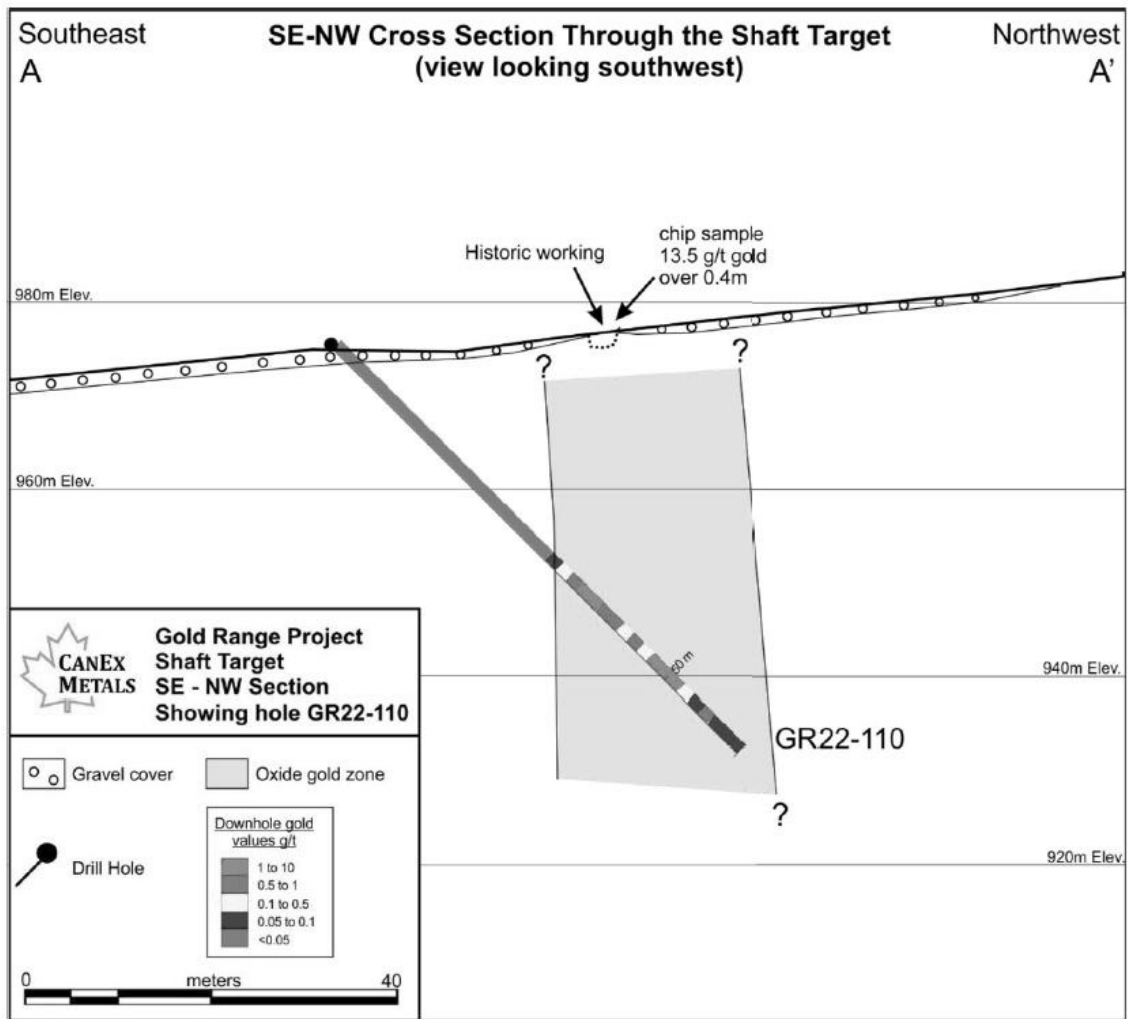 Southeast
A
SE-NW Cross Section Through the Shaft Target
(view looking southwest)
Northwest
A'
Historic working
chip sample
13.5 g/t gold
over 0.4m
980m Elev.
?
?
960m Elev.
50 m
940m Elev.
GR22-110
?
920m Elev.
CANEX
METALS
Gold Range Project
Shaft Target
SE - NW Section
Showing hole GR22-110
Gravel cover
Oxide gold zone
Drill Hole
Downhole gold
values g/t
1 to 10
0.5 to 1
0.1 to 0.5
0.05 to 0.1
<0.05
0 meters 40